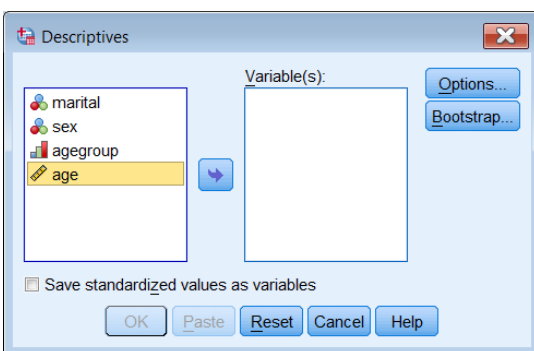 Descriptives
Variable(s):
marital
sex
agegroup
age
Options...
Bootstrap...
Save standardized values as variables
OK Paste Reset Cancel Help